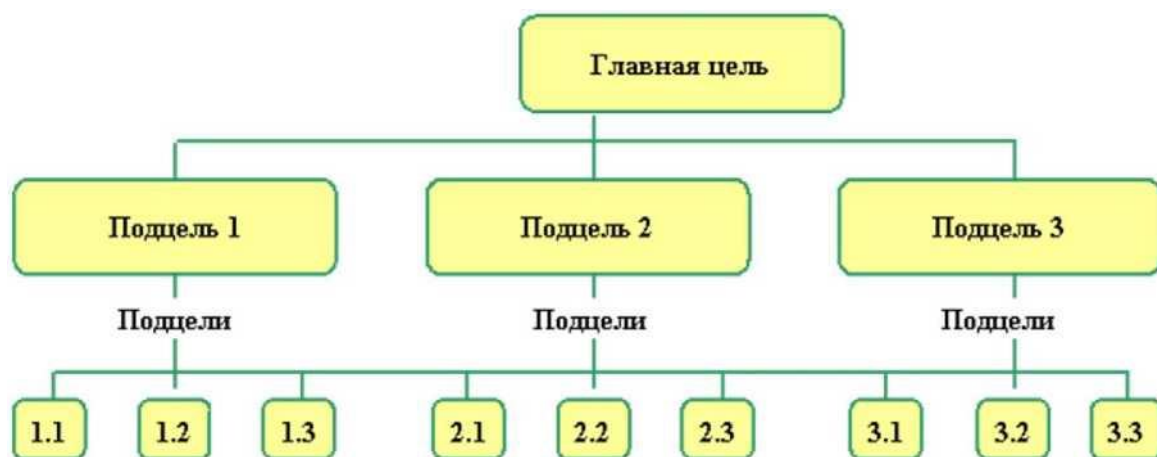 Главная цель
Подцель 1
Подцель 2
Подцель 3
Подцели
Подцели
Подцели
1.1
1.2
1.3
2.1
2.2
2.3
3.1
3.2
3.3